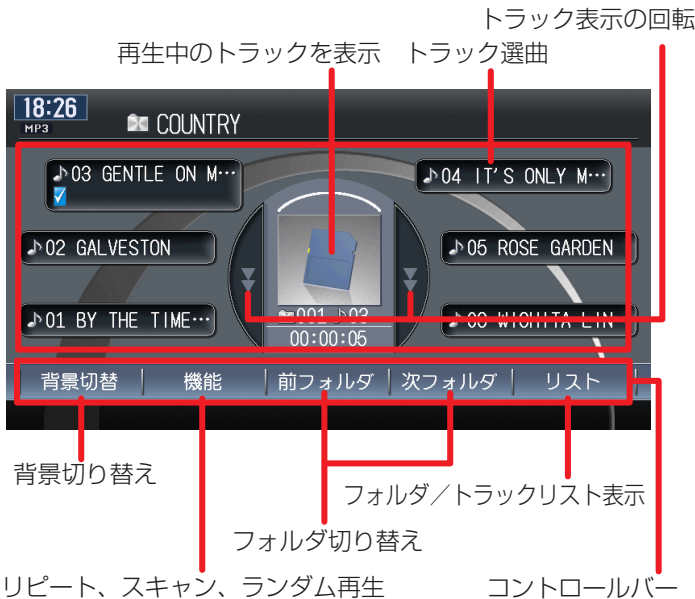 トラック表示の回転
再生中のトラックを表示 トラック選曲
18:26
MP3
COUNTRY
♪03 GENTLE ON M…
♪04 IT'S ONLY M…
♪02 GALVESTON
♪05 ROSE GARDEN
♪01 BY THE TIME…
001 ♪03
WICHITA LIN
00:00:05
背景切替 機能 前フォルダ 次フォルダ リスト
背景切り替え
フォルダ／トラックリスト表示
フォルダ切り替え
リピート、スキャン、ランダム再生 コントロールバー